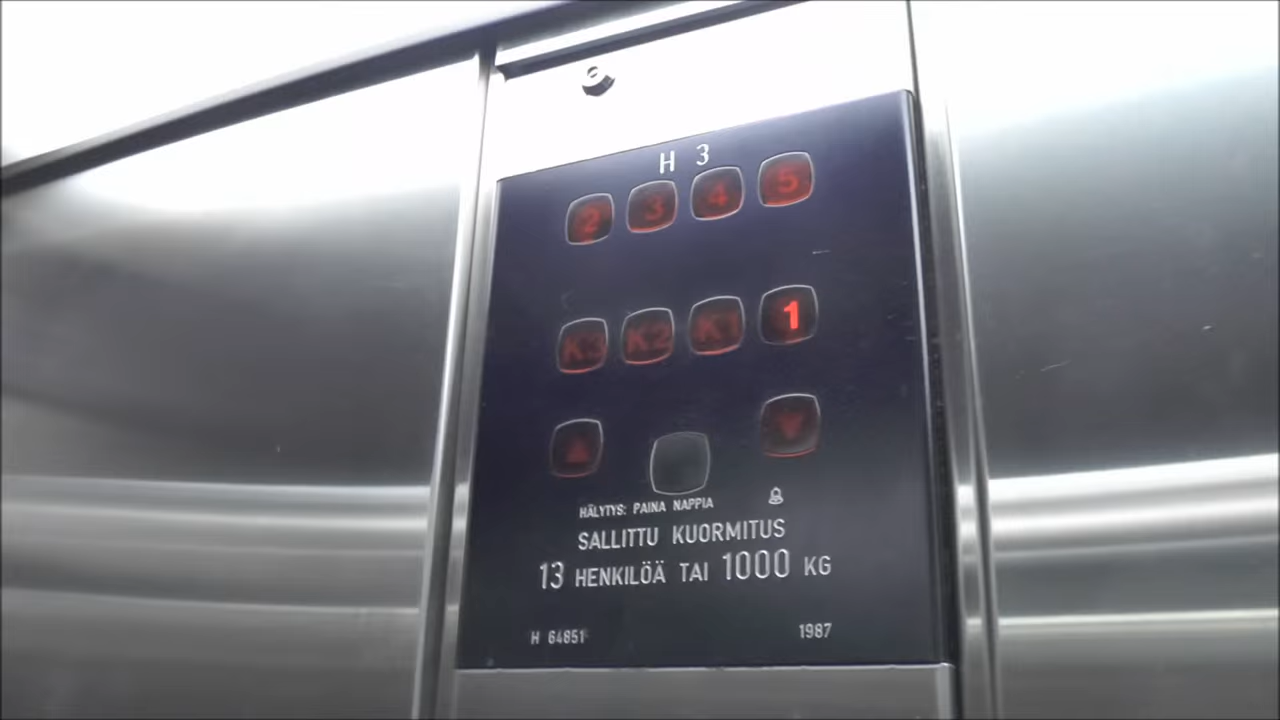 H 3
2 3 4 5
K3 K2 K1 1
HÄLYTYS: PAINA NAPPIA
SALLITTU KUORMITUS
13 HENKILÖÄ TAI 1000 KG
H 64851 1987